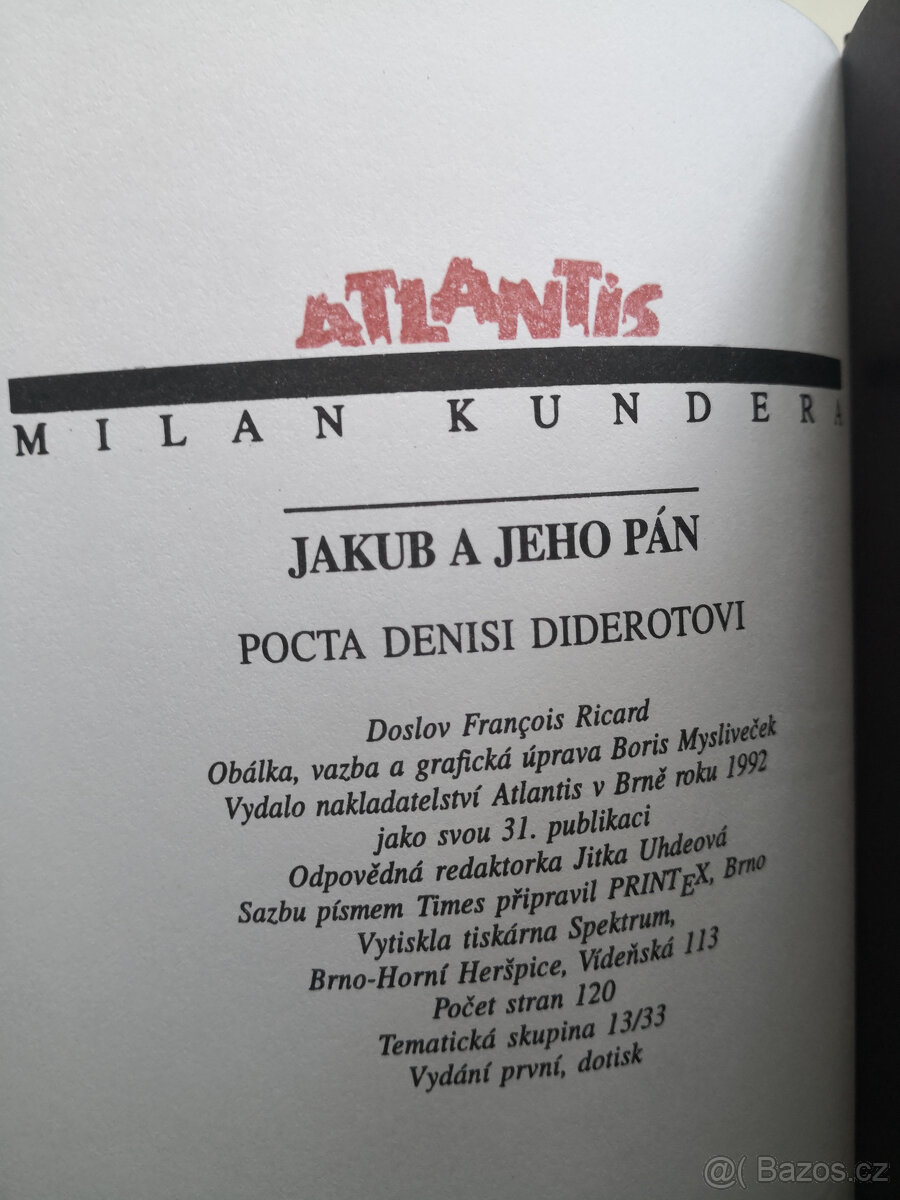 ATLANTIS
MILAN KUNDERA
JAKUB A JEHO PÁN
POCTA DENISI DIDEROTOVI
Doslov François Ricard
Obálka, vazba a grafická úprava Boris Mysliveček
Vydalo nakladatelství Atlantis v Brně roku 1992
jako svou 31. publikaci
Odpovědná redaktorka Jitka Uhdeová
Sazbu písmem Times připravil PRINTEX, Brno
Vytiskla tiskárna Spektrum,
Brno-Horní Heršpice, Vídeňská 113
Počet stran 120
Tematická skupina 13/33
Vydání první, dotisk
@( Bazos.cz